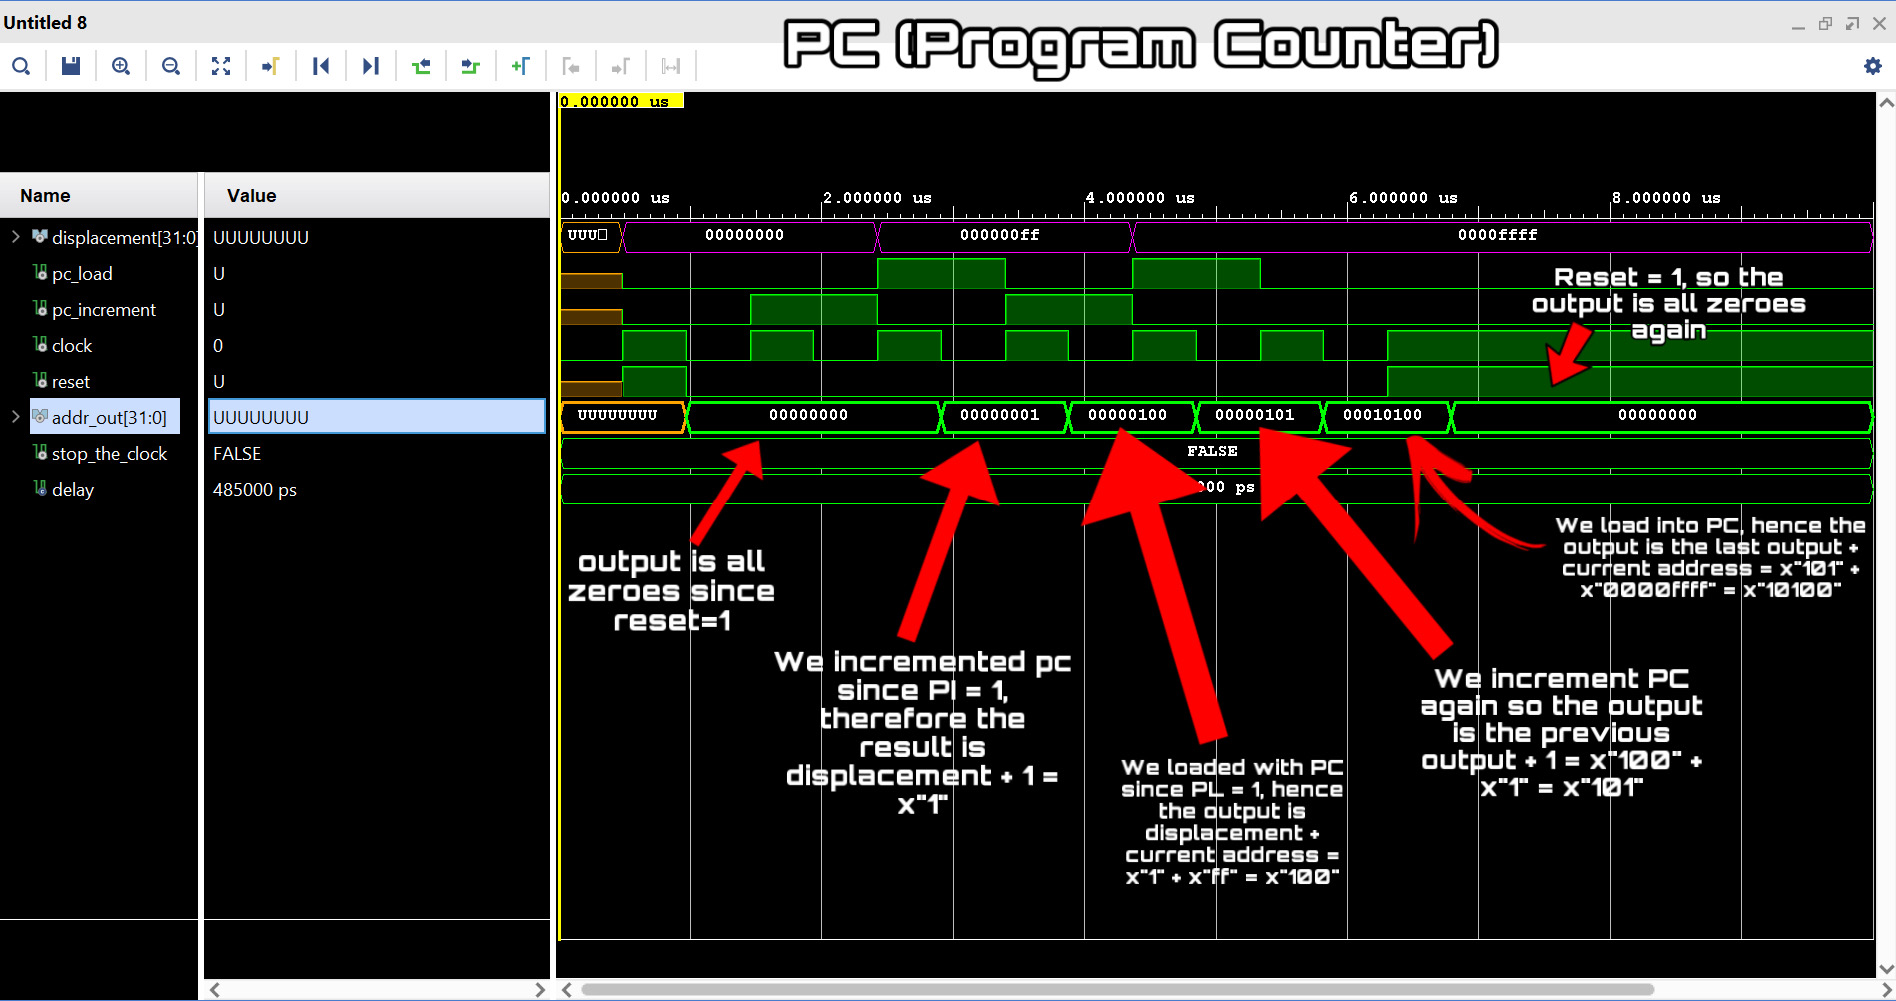 Untitled 8
PC (Program Counter)
0.000000 us
0.000000 us 2.000000 us 4.000000 us 6.000000 us 8.000000 us
Name Value
displacement[31:0] UUUUUUUU UUU 00000000 000000ff 0000ffff
pc_load U
pc_increment U
clock 0
reset U
addr_out[31:0] UUUUUUUU UUUUUUUU 00000000 00000001 00000100 00000101 00010100 00000000
stop_the_clock FALSE FALSE
delay 485000 ps 000 ps
Reset = 1, so the
output is all zeroes
again
output is all
zeroes since
reset=1
We incremented pc
since PI = 1,
therefore the
result is
displacement + 1 =
x"1"
We loaded with PC
since PL = 1, hence
the output is
displacement +
current address =
x"1" + x"ff" = x"100"
We increment PC
again so the output
is the previous
output + 1 = x"100" +
x"1" = x"101"
We load into PC, hence the
output is the last output +
current address = x"101" +
x"0000ffff" = x"10100"